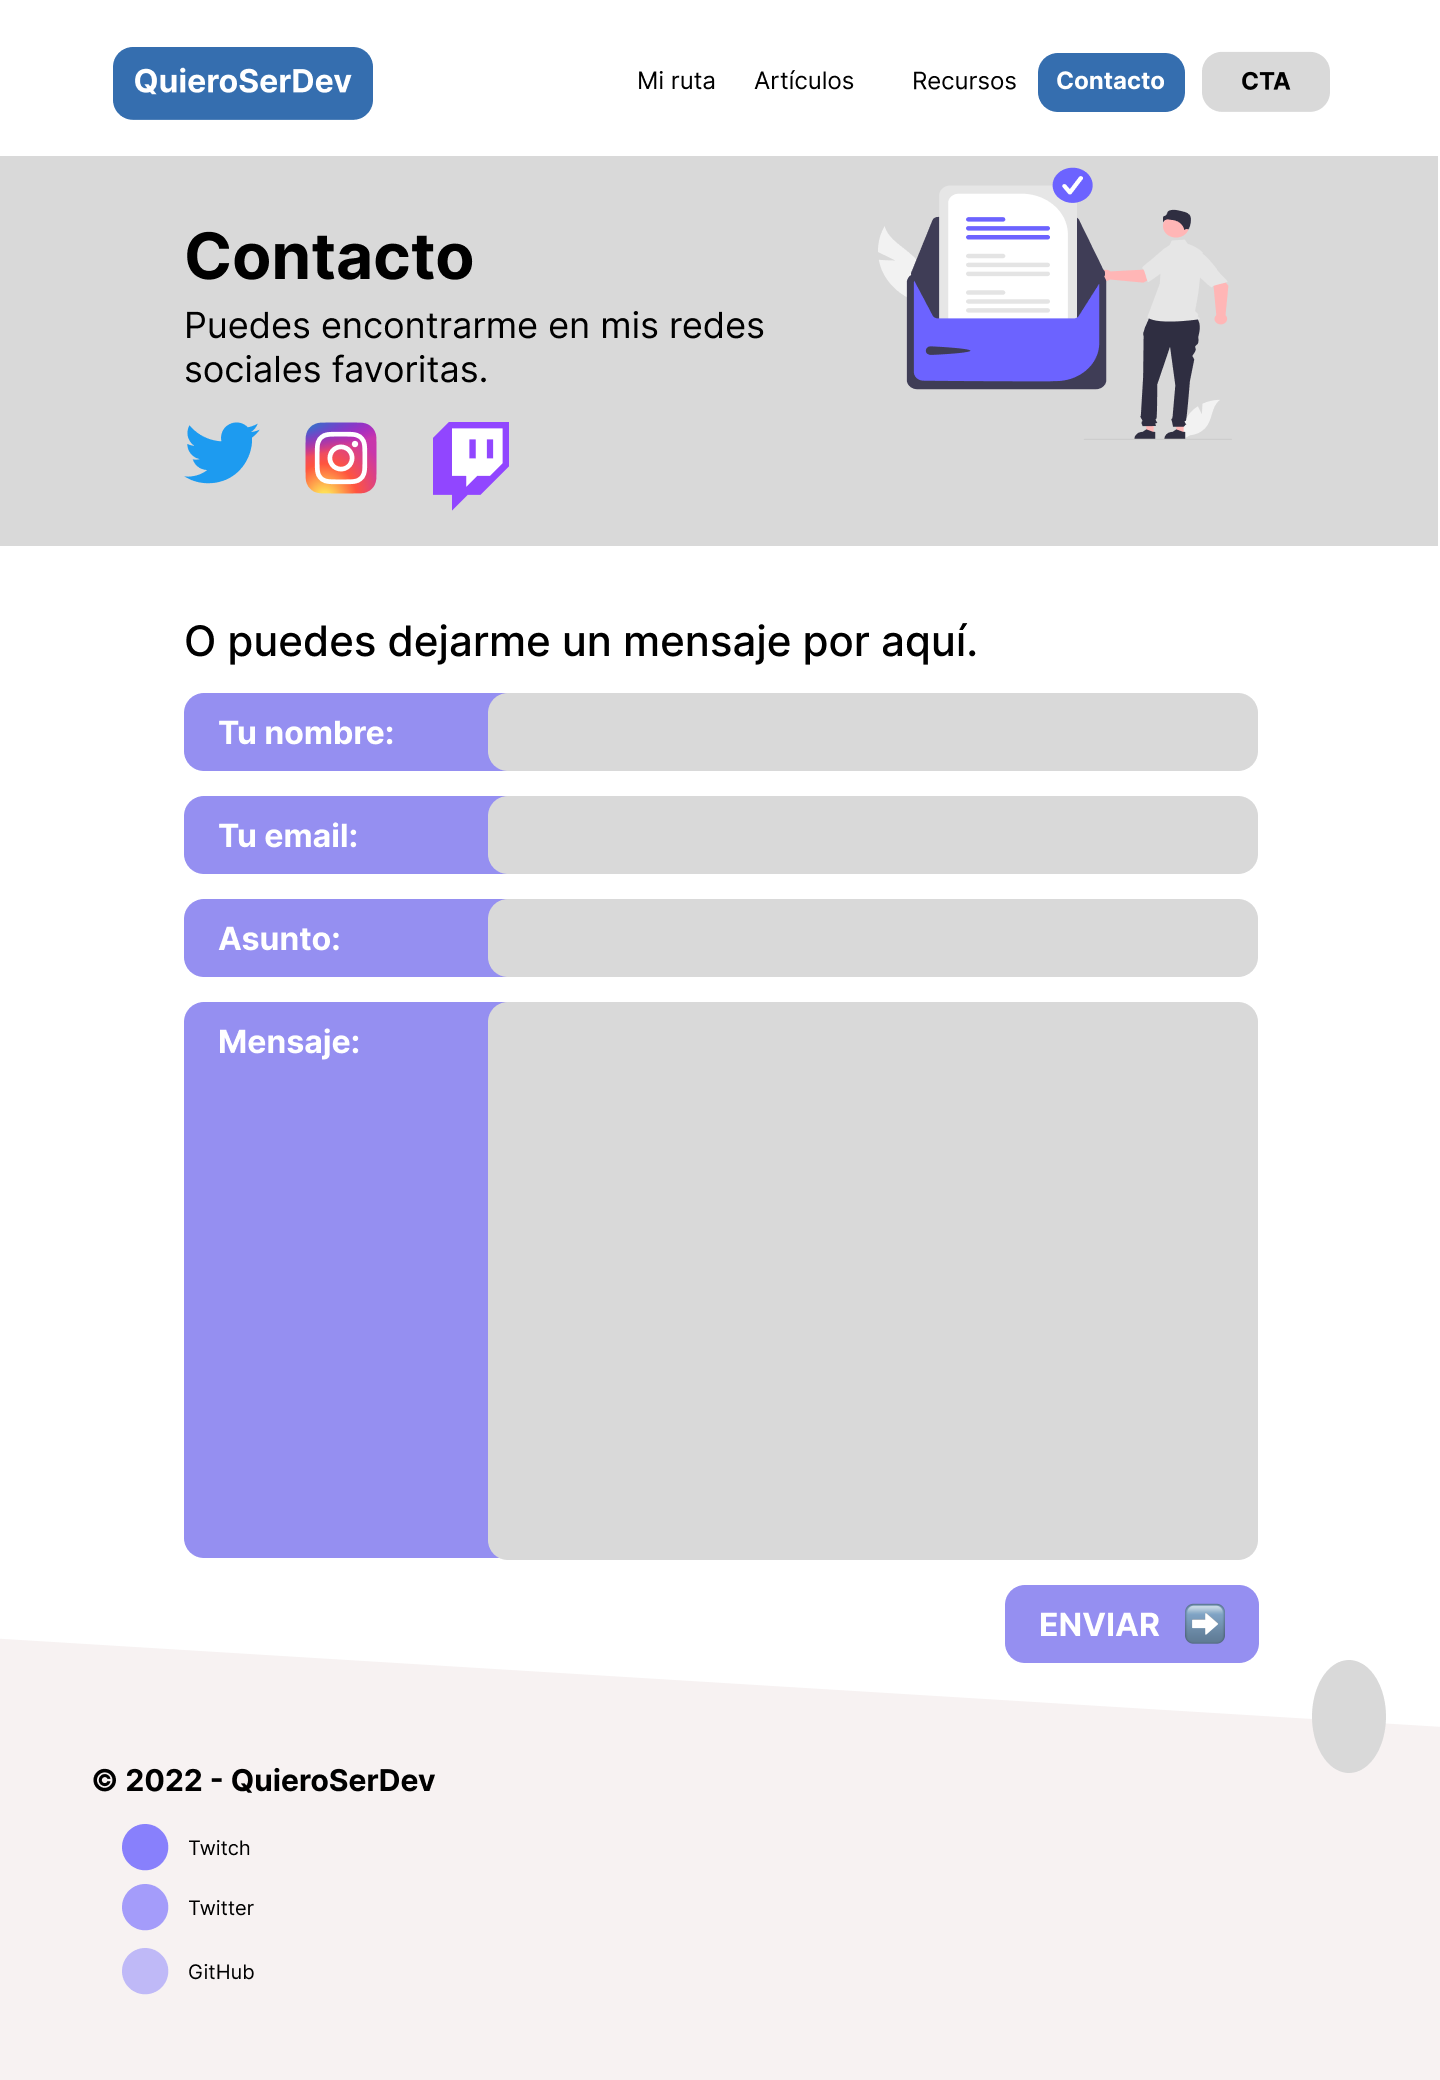 QuieroSerDev
Mi ruta
Artículos
Recursos
Contacto
CTA
Contacto
Puedes encontrarme en mis redes
sociales favoritas.
O puedes dejarme un mensaje por aquí.
Tu nombre:
Tu email:
Asunto:
Mensaje:
ENVIAR ➡️
© 2022 - QuieroSerDev
Twitch
Twitter
GitHub